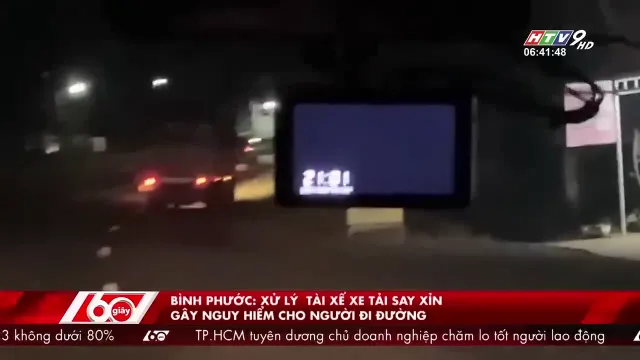 HTV9 HD
06:41:48
21:01
60 giây
BÌNH PHƯỚC: XỬ LÝ TÀI XẾ XE TẢI SAY XỈN
GÂY NGUY HIỂM CHO NGƯỜI ĐI ĐƯỜNG
3 không dưới 80% 60 TP.HCM tuyên dương chủ doanh nghiệp chăm lo tốt người lao động